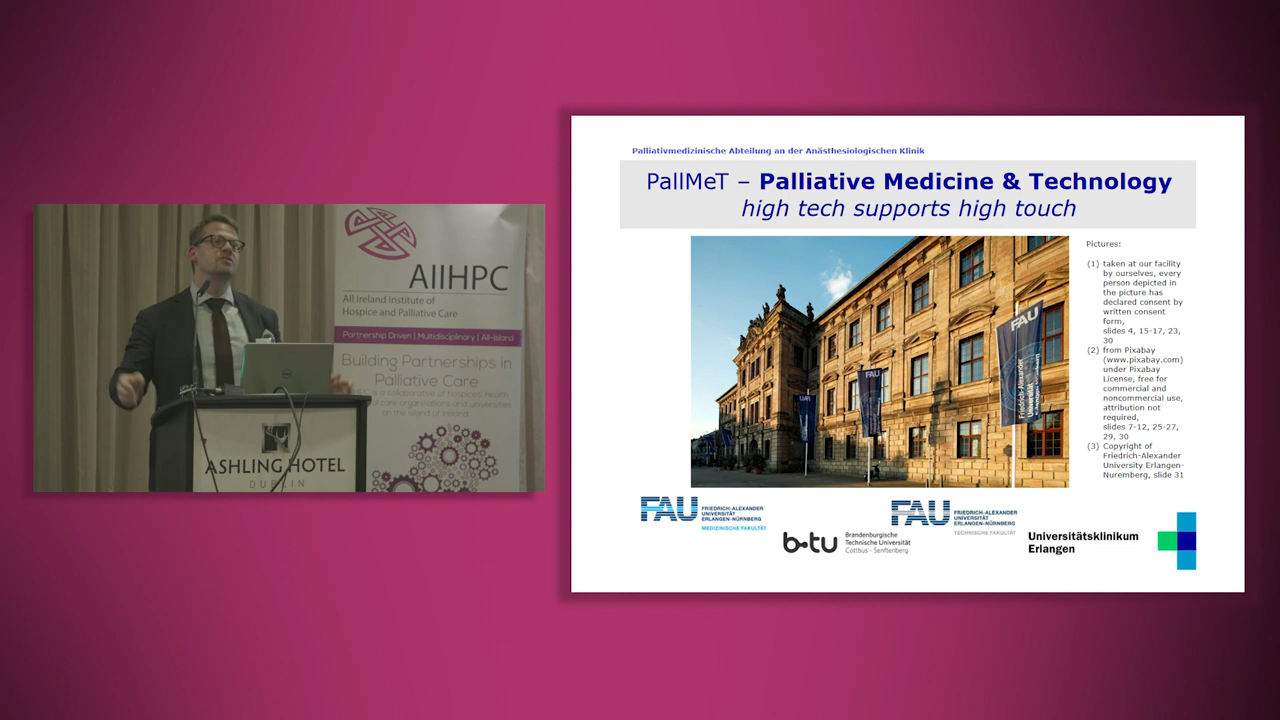 AIIHPC
All Ireland Institute of
Hospice and Palliative Care
Partnership Driven | Multidisciplinary | All-Island
Building Partnerships in
Palliative Care
is a collaborative of hospices, health
care organisations and universities
on the island of Ireland
ASHLING HOTEL
DUBLIN
Palliativmedizinische Abteilung an der Anästhesiologischen Klinik
PallMeT – Palliative Medicine & Technology
high tech supports high touch
FAU
FAU
FAU
Friedrich-Alexander
Universität
Pictures:
(1) taken at our facility
by ourselves, every
person depicted in
the picture has
declared consent by
written consent
form,
slides 4, 15-17, 23,
30
(2) from Pixabay
(www.pixabay.com)
under Pixabay
License, free for
commercial and
noncommercial use,
attribution not
required,
slides 7-12, 25-27,
29, 30
(3) Copyright of
Friedrich-Alexander
University Erlangen-
Nuremberg, slide 31
FAU FRIEDRICH-ALEXANDER
UNIVERSITÄT
ERLANGEN-NÜRNBERG
MEDIZINISCHE FAKULTÄT
b-tu Brandenburgische
Technische Universität
Cottbus - Senftenberg
FAU FRIEDRICH-ALEXANDER
UNIVERSITÄT
ERLANGEN-NÜRNBERG
TECHNISCHE FAKULTÄT
Universitätsklinikum
Erlangen